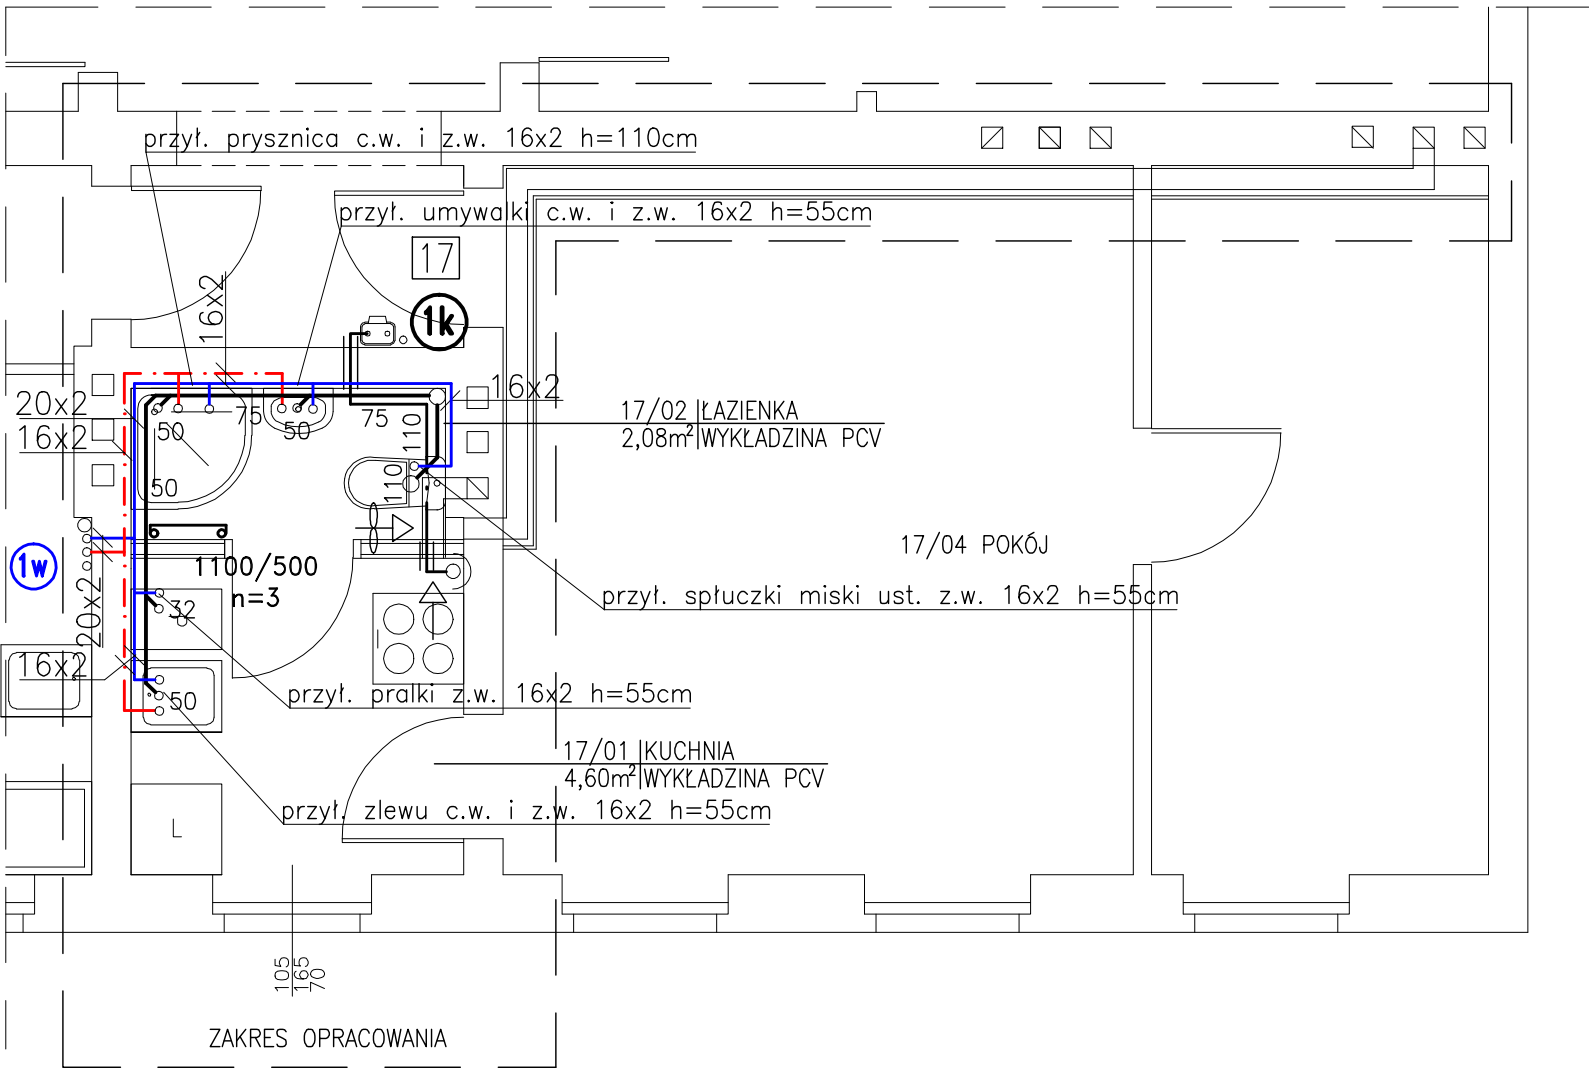 przył. prysznica c.w. i z.w. 16x2 h=110cm
przył. umywalki c.w. i z.w. 16x2 h=55cm
17
16x2
1k
16x2
20x2
16x2
75
50
50
75
110
110
50
17/02 ŁAZIENKA
2,08m² WYKŁADZINA PCV
17/04 POKÓJ
1w
1100/500
n=3
20x2
32
przył. spłuczki miski ust. z.w. 16x2 h=55cm
16x2
50
przył. pralki z.w. 16x2 h=55cm
17/01 KUCHNIA
4,60m² WYKŁADZINA PCV
przył. zlewu c.w. i z.w. 16x2 h=55cm
L
105
165
70
ZAKRES OPRACOWANIA